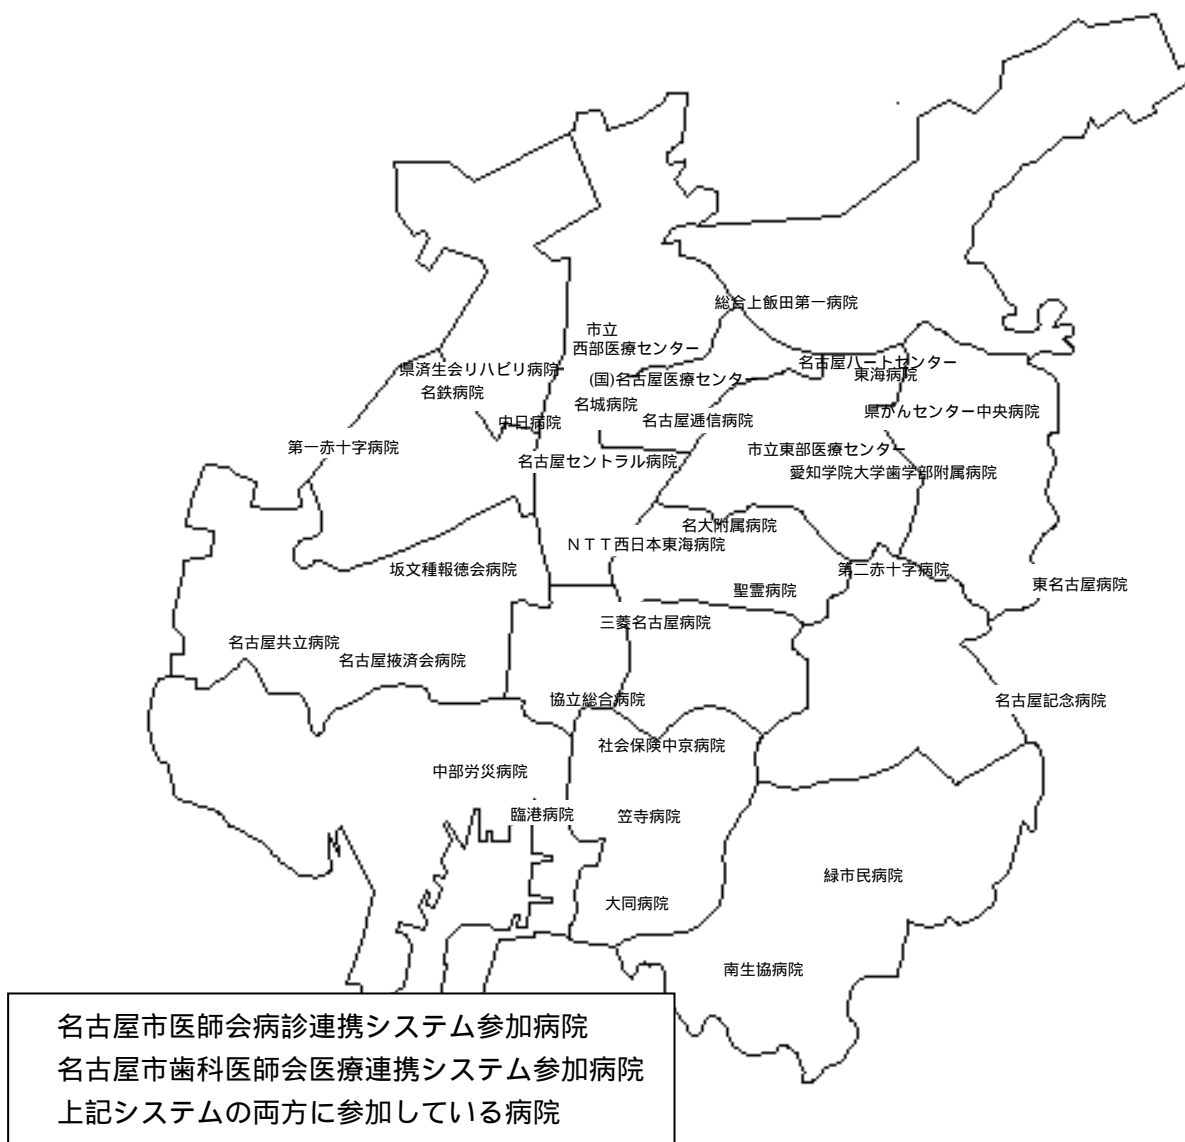 総合上飯田第一病院
市立
西部医療センター
名古屋ハートセンター
県済生会リハビリ病院
東海病院
(国)名古屋医療センタ
名鉄病院
名城病院
県がんセンター中央病院
中日病院
名古屋逓信病院
第一赤十字病院
市立東部医療センター
名古屋セントラル病院
愛知学院大学歯学部附属病院
名大附属病院
ＮＴＴ西日本東海病院
坂文種報徳会病院
第二赤十字病院
東名古屋病院
聖霊病院
三菱名古屋病院
名古屋共立病院
名古屋掖済会病院
協立総合病院
名古屋記念病院
社会保険中京病院
中部労災病院
臨港病院
笠寺病院
緑市民病院
大同病院
南生協病院
名古屋市医師会病診連携システム参加病院
名古屋市歯科医師会医療連携システム参加病院
上記システムの両方に参加している病院